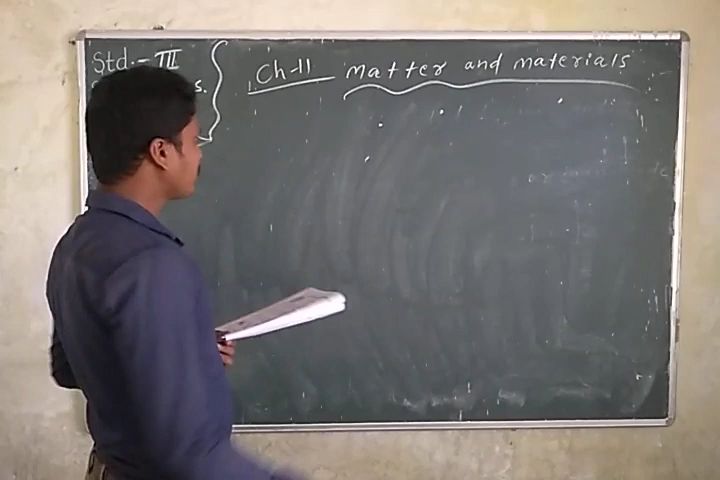 Std. - III
s.
Ch-11 Matter and materials